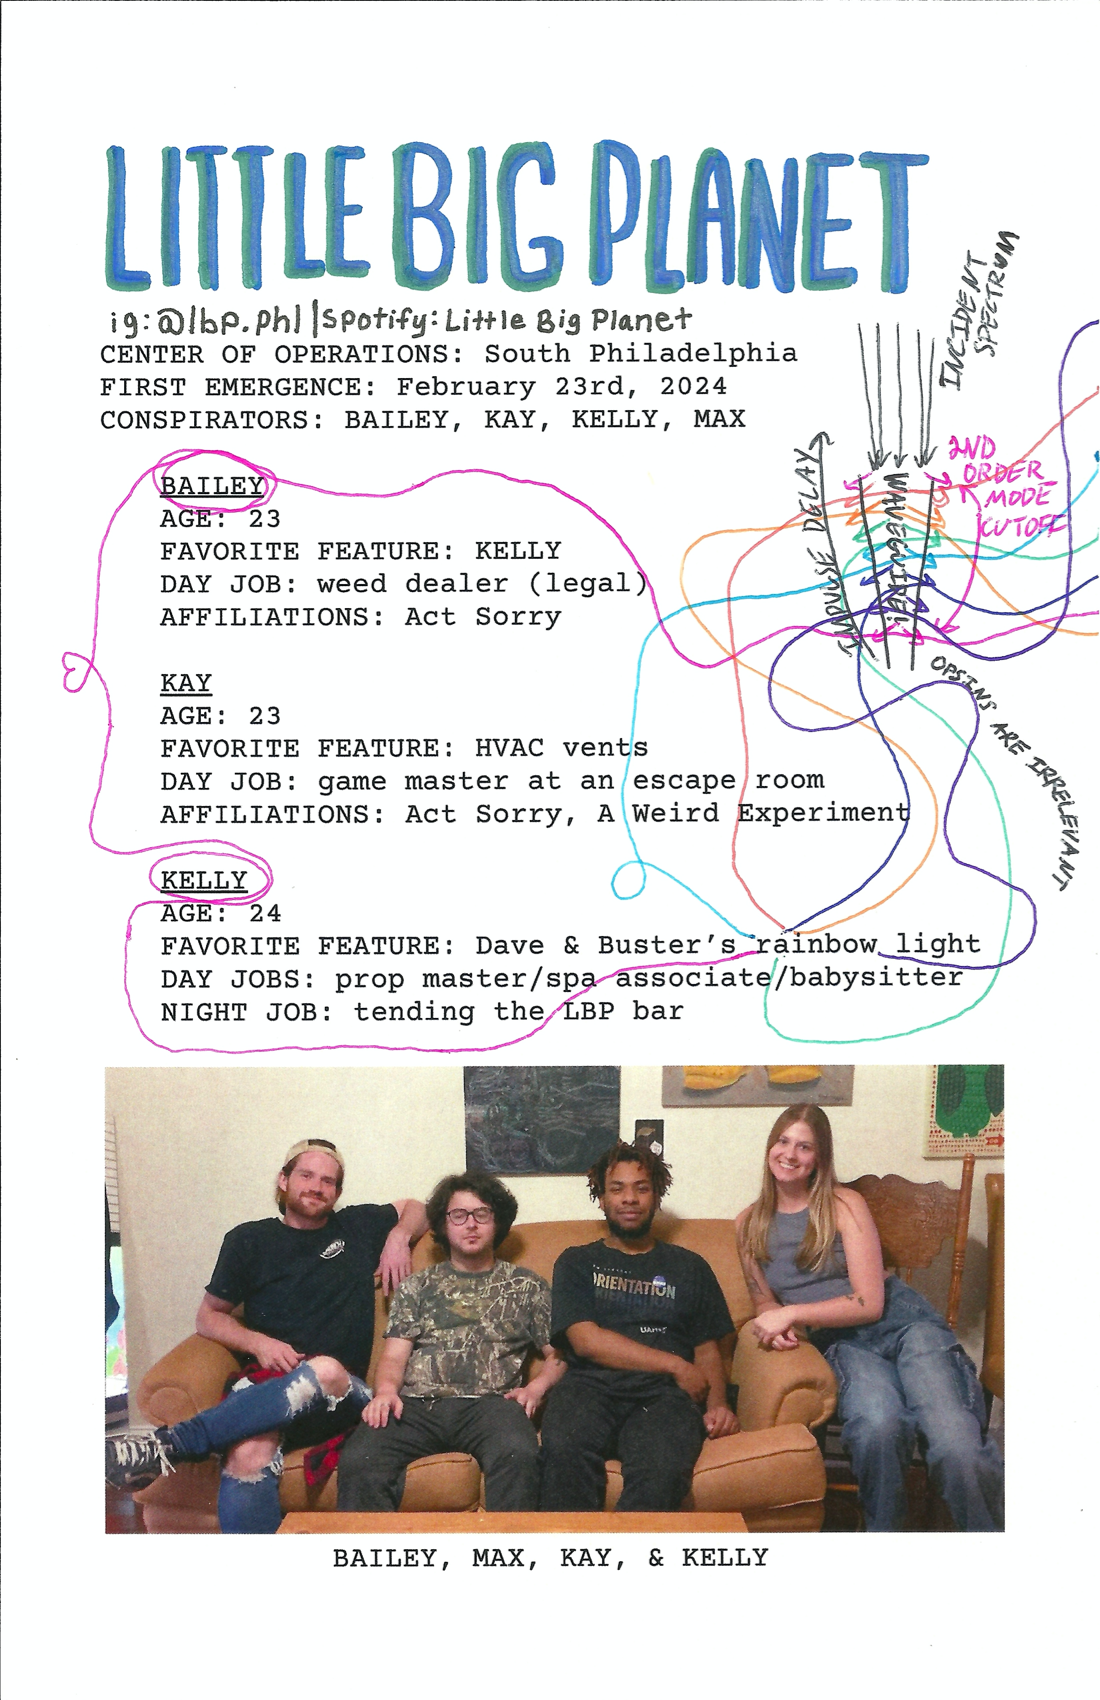 LITTLE BIG PLANET
ig: @lbp.phl | Spotify: Little Big Planet
CENTER OF OPERATIONS: South Philadelphia
FIRST EMERGENCE: February 23rd, 2024
CONSPIRATORS: BAILEY, KAY, KELLY, MAX
INCIDENT
SPECTRUM
2ND
ORDER
MODE
CUTOFF
IMPULSE DELAY
WAVEGUIDE!
OPSINS ARE IRRELEVANT
BAILEY
AGE: 23
FAVORITE FEATURE: KELLY
DAY JOB: weed dealer (legal)
AFFILIATIONS: Act Sorry
KAY
AGE: 23
FAVORITE FEATURE: HVAC vents
DAY JOB: game master at an escape room
AFFILIATIONS: Act Sorry, A Weird Experiment
KELLY
AGE: 24
FAVORITE FEATURE: Dave & Buster's rainbow light
DAY JOBS: prop master/spa associate/babysitter
NIGHT JOB: tending the LBP bar
ORIENTATION
BAILEY, MAX, KAY, & KELLY